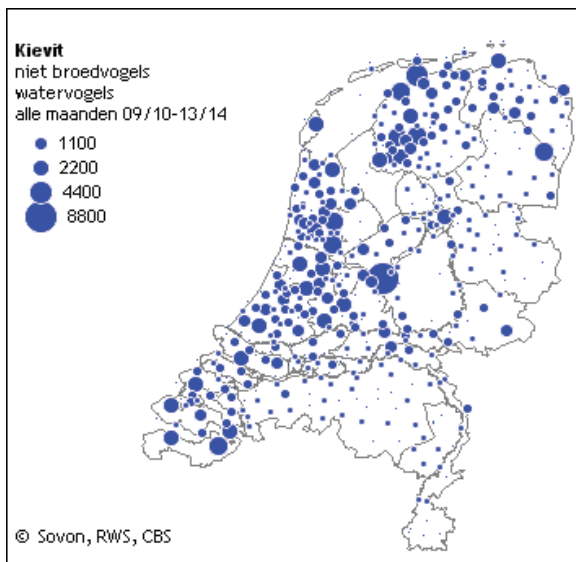 Kievit
niet broedvogels
watervogels
alle maanden 09/10-13/14
1100
2200
4400
8800
© Sovon, RWS, CBS